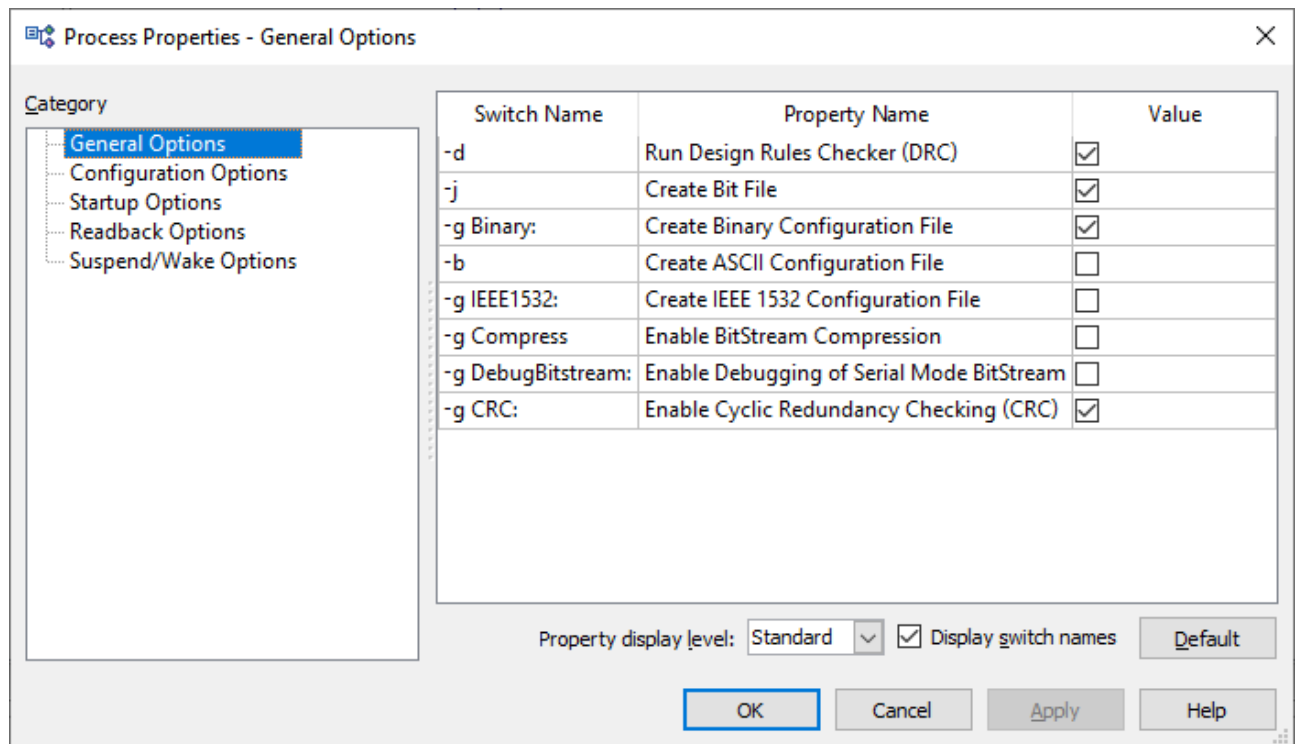 Process Properties - General Options
Category
General Options
Configuration Options
Startup Options
Readback Options
Suspend/Wake Options
Switch Name Property Name Value
-d Run Design Rules Checker (DRC)
-j Create Bit File
-g Binary: Create Binary Configuration File
-b Create ASCII Configuration File
-g IEEE1532: Create IEEE 1532 Configuration File
-g Compress Enable BitStream Compression
-g DebugBitstream: Enable Debugging of Serial Mode BitStream
-g CRC: Enable Cyclic Redundancy Checking (CRC)
Property display level: Standard Display switch names Default
OK Cancel Apply Help